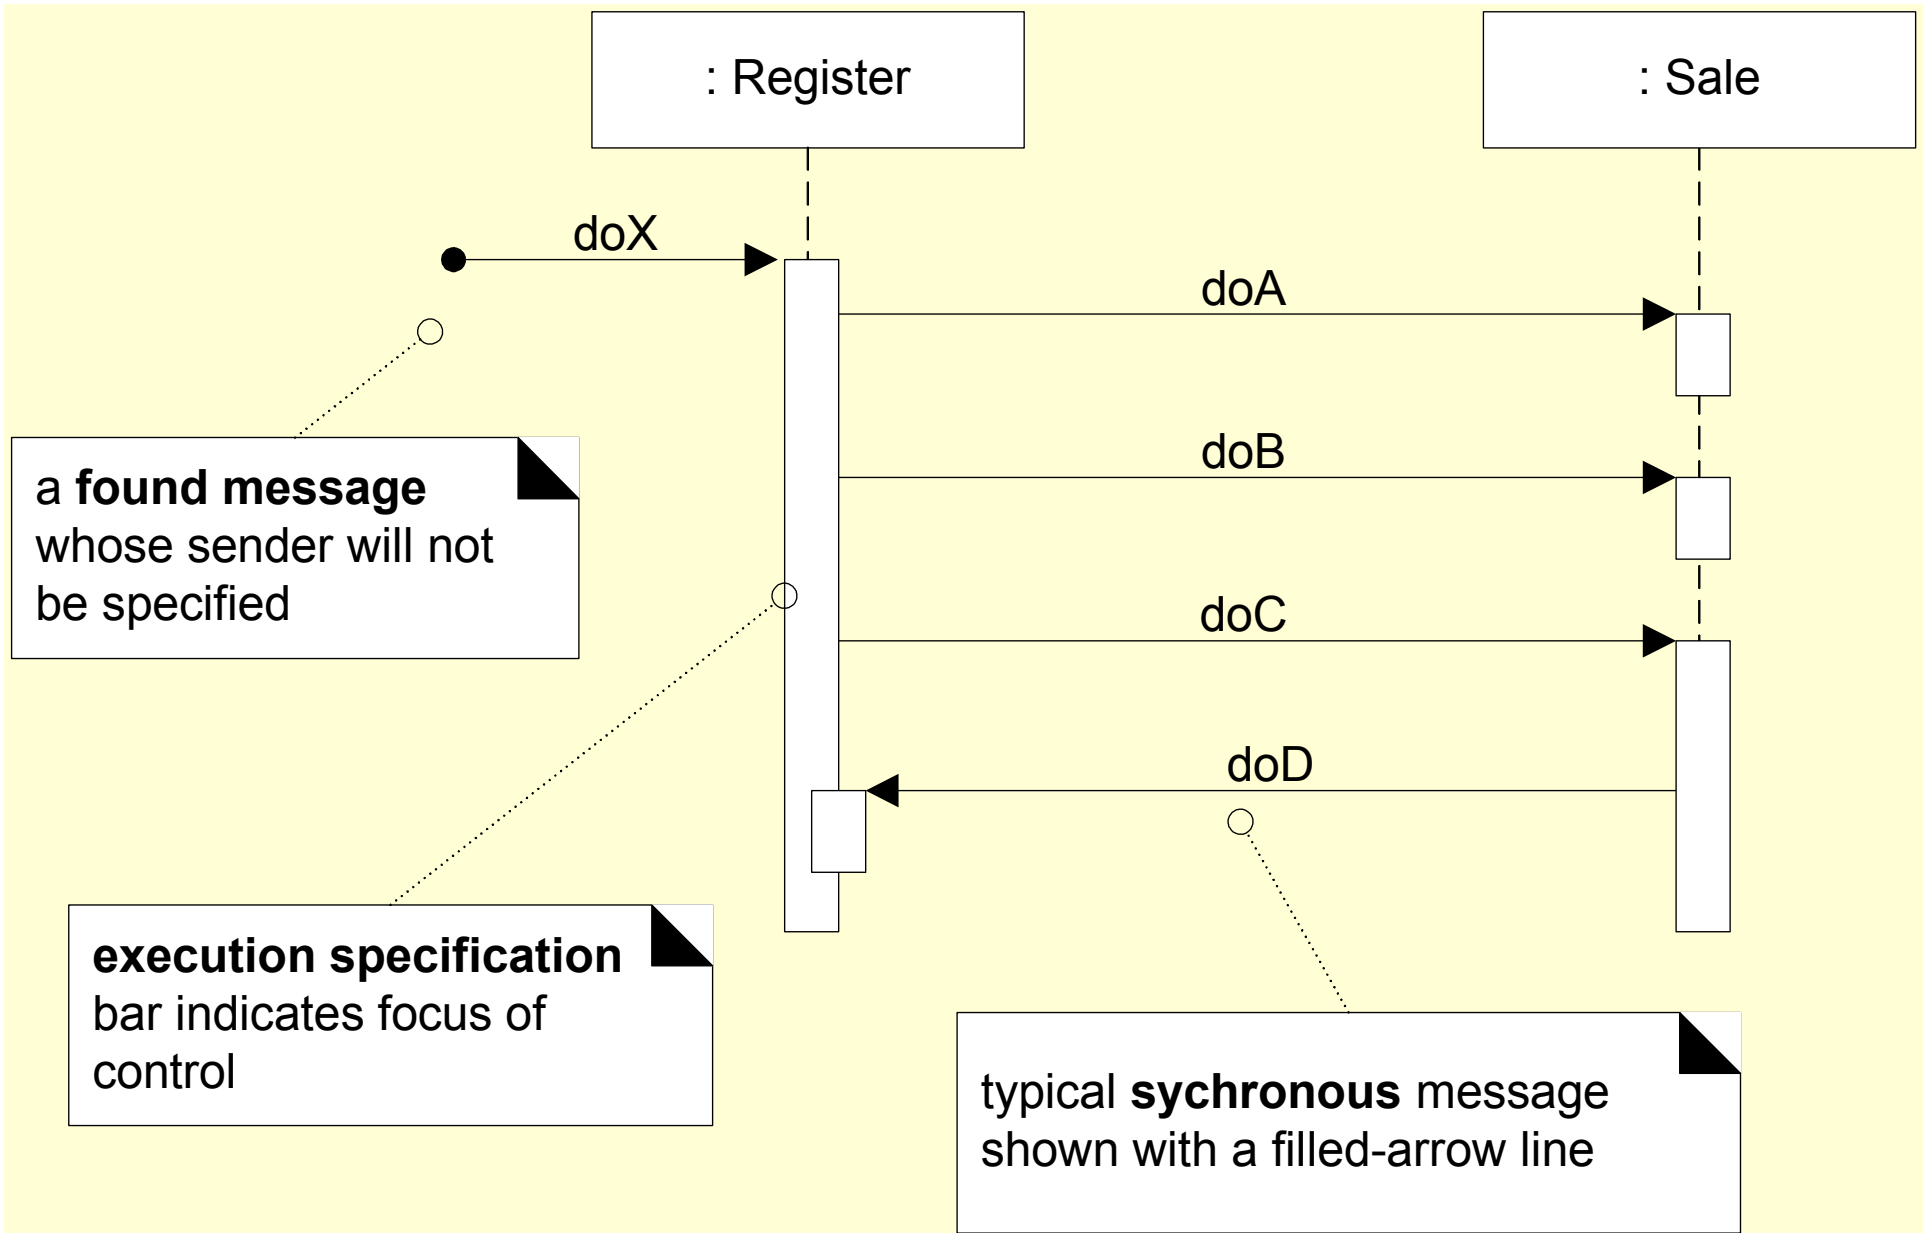 : Register
: Sale
doX
doA
doB
a found message
whose sender will not
be specified
doC
doD
execution specification
bar indicates focus of
control
typical sychronous message
shown with a filled-arrow line